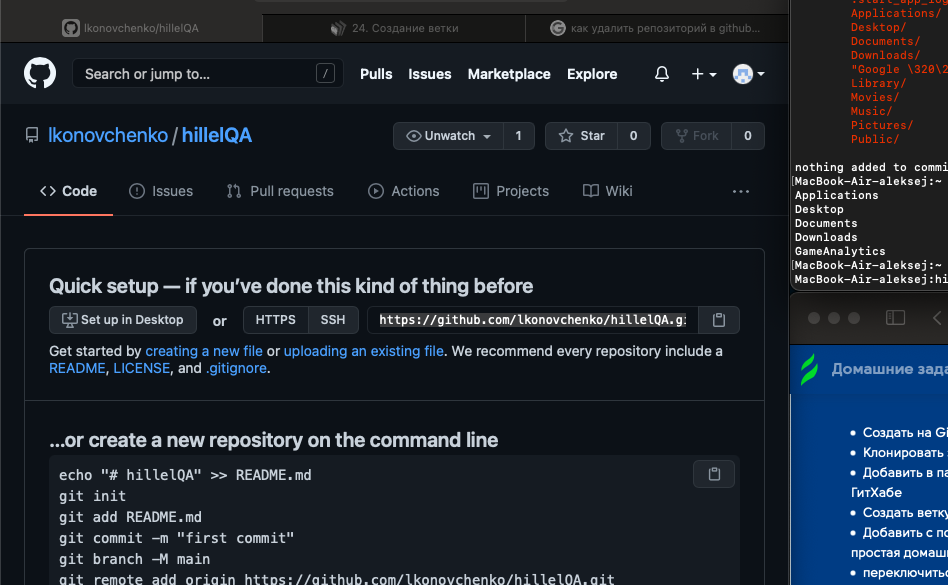 lkonovchenko/hillelQA
24. Создание ветки
как удалить репозиторий в github...
Search or jump to...
/
Pulls
Issues
Marketplace
Explore
lkonovchenko / hillelQA
Unwatch
1
Star
0
Fork
0
Code
Issues
Pull requests
Actions
Projects
Wiki
...
Quick setup — if you've done this kind of thing before
Set up in Desktop
or
HTTPS
SSH
https://github.com/lkonovchenko/hillelQA.gi
Get started by creating a new file or uploading an existing file. We recommend every repository include a
README, LICENSE, and .gitignore.
...or create a new repository on the command line
echo "# hillelQA" >> README.md
git init
git add README.md
git commit -m "first commit"
git branch -M main
git remote add origin https://github.com/lkonovchenko/hillelQA.git
Applications/
Desktop/
Documents/
Downloads/
"Google \320\2
Library/
Movies/
Music/
Pictures/
Public/
nothing added to commi
[MacBook-Air-aleksej:~
Applications
Desktop
Documents
Downloads
GameAnalytics
[MacBook-Air-aleksej:~
MacBook-Air-aleksej:hi
Домашние зада
• Создать на Gi
• Клонировать
• Добавить в па
ГитХабе
• Создать ветку
• Добавить с по
простая домаш
• переключитьс